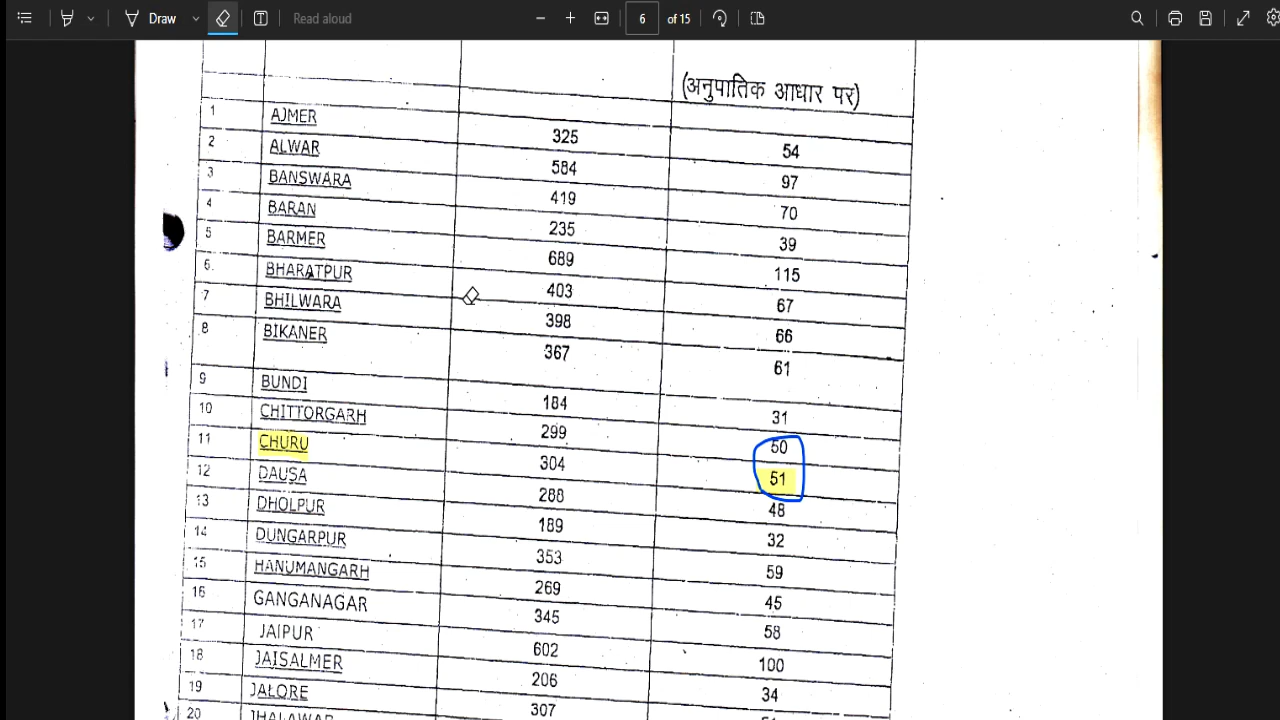 Draw
Read aloud
6 of 15
(अनुपातिक आधार पर)
1 AJMER 325 54
2 ALWAR 584 97
3 BANSWARA 419 70
4 BARAN 235 39
5 BARMER 689 115
6. BHARATPUR 403 67
7 BHILWARA 398 66
8 BIKANER 367 61
9 BUNDI 184 31
10 CHITTORGARH 299 50
11 CHURU 304 51
12 DAUSA 288 48
13 DHOLPUR 189 32
14 DUNGARPUR 353 59
15 HANUMANGARH 269 45
16 GANGANAGAR 345 58
17 JAIPUR 602 100
18 JAISALMER 206 34
19 JALORE 307
20 JHALAWAR